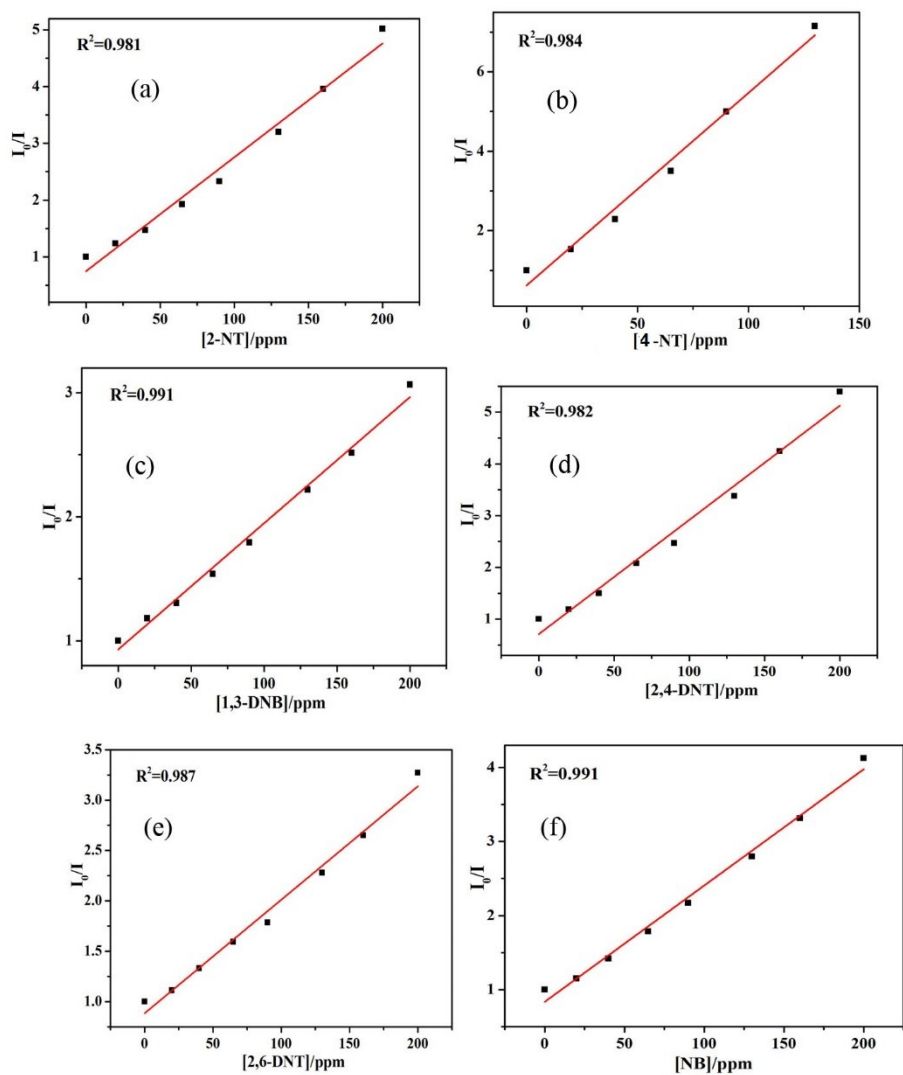 R²=0.981
(a)
I₀/I
5
4
3
2
1
0 50 100 150 200
[2-NT]/ppm
R²=0.984
(b)
I₀/I
6
4
2
0 50 100 150
[4-NT]/ppm
R²=0.991
(c)
I₀/I
3
2
1
0 50 100 150 200
[1,3-DNB]/ppm
R²=0.982
(d)
I₀/I
5
4
3
2
1
0 50 100 150 200
[2,4-DNT]/ppm
R²=0.987
(e)
I₀/I
3.5
3.0
2.5
2.0
1.5
1.0
0 50 100 150 200
[2,6-DNT]/ppm
R²=0.991
(f)
I₀/I
4
3
2
1
0 50 100 150 200
[NB]/ppm